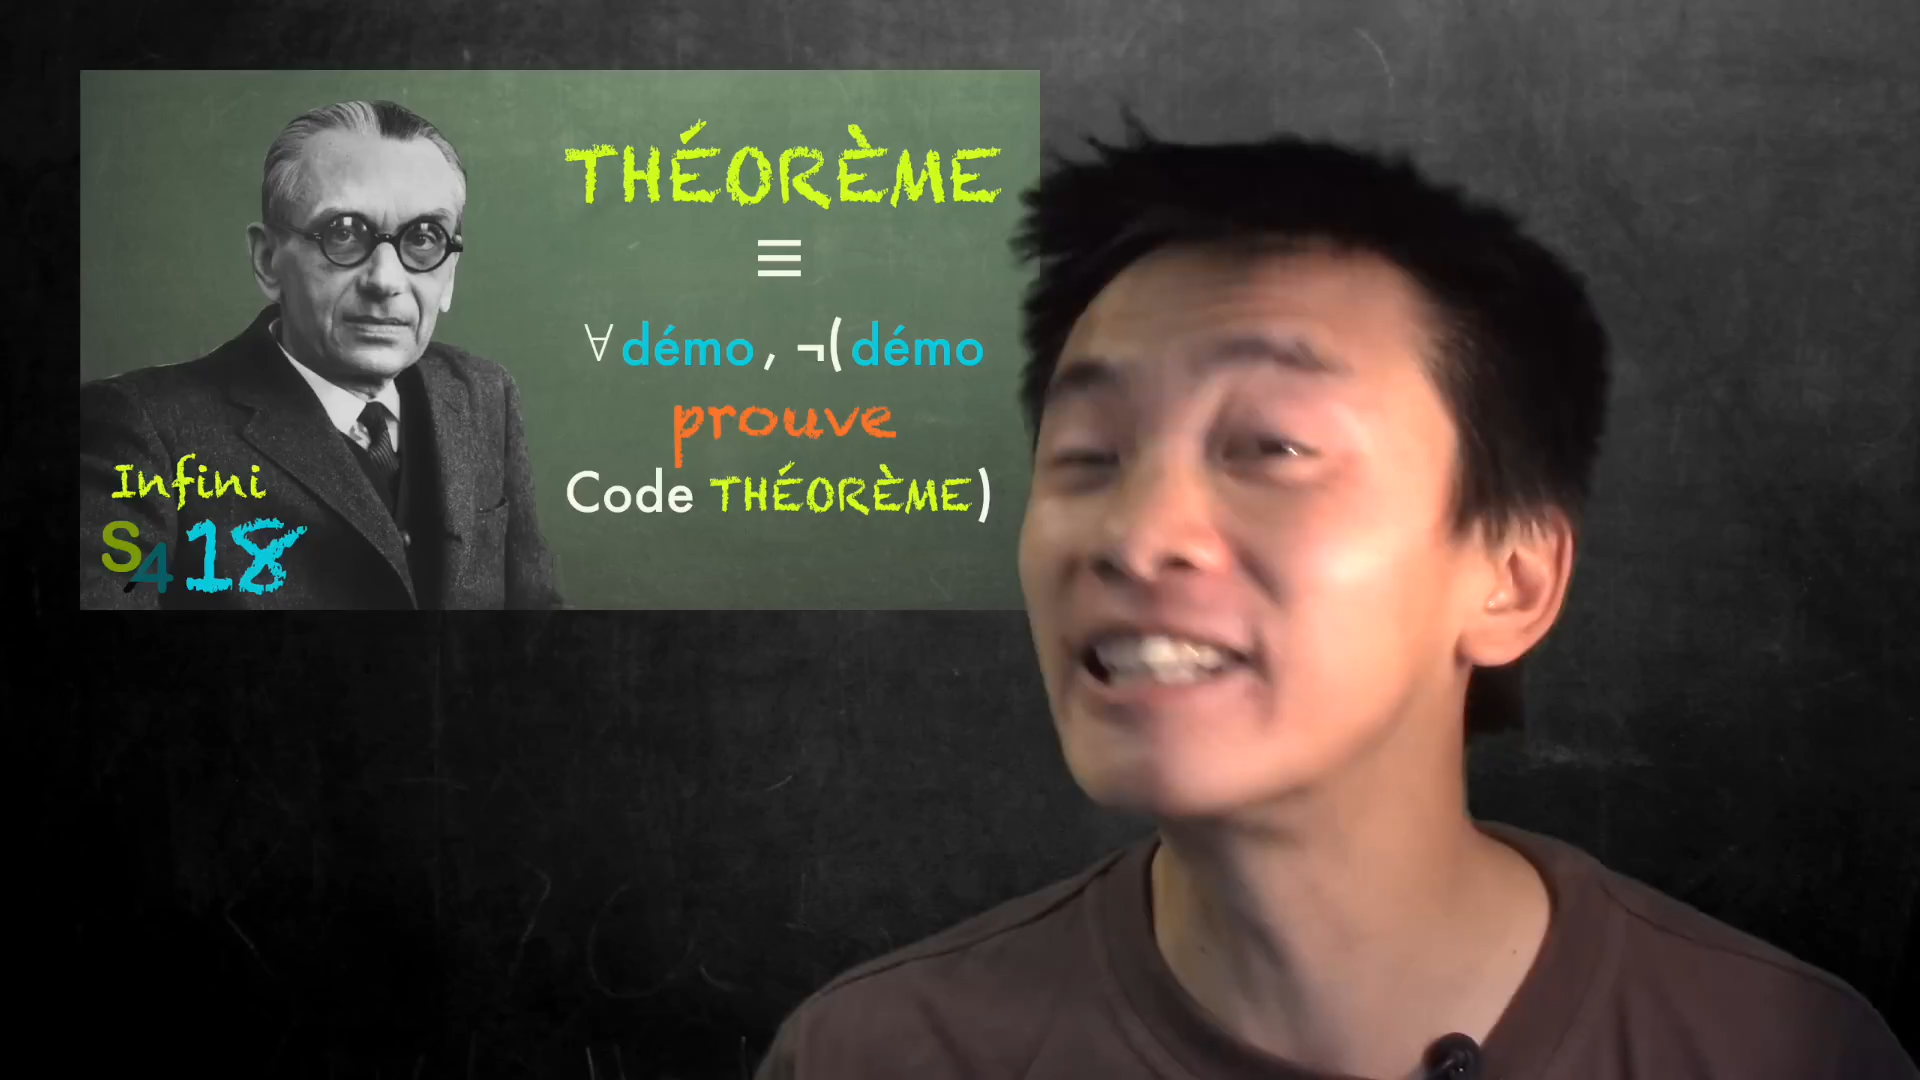 THÉORÈME
≡
∀ démo, ¬(démo
prouve
Code THÉORÈME)
Infini
S4 18